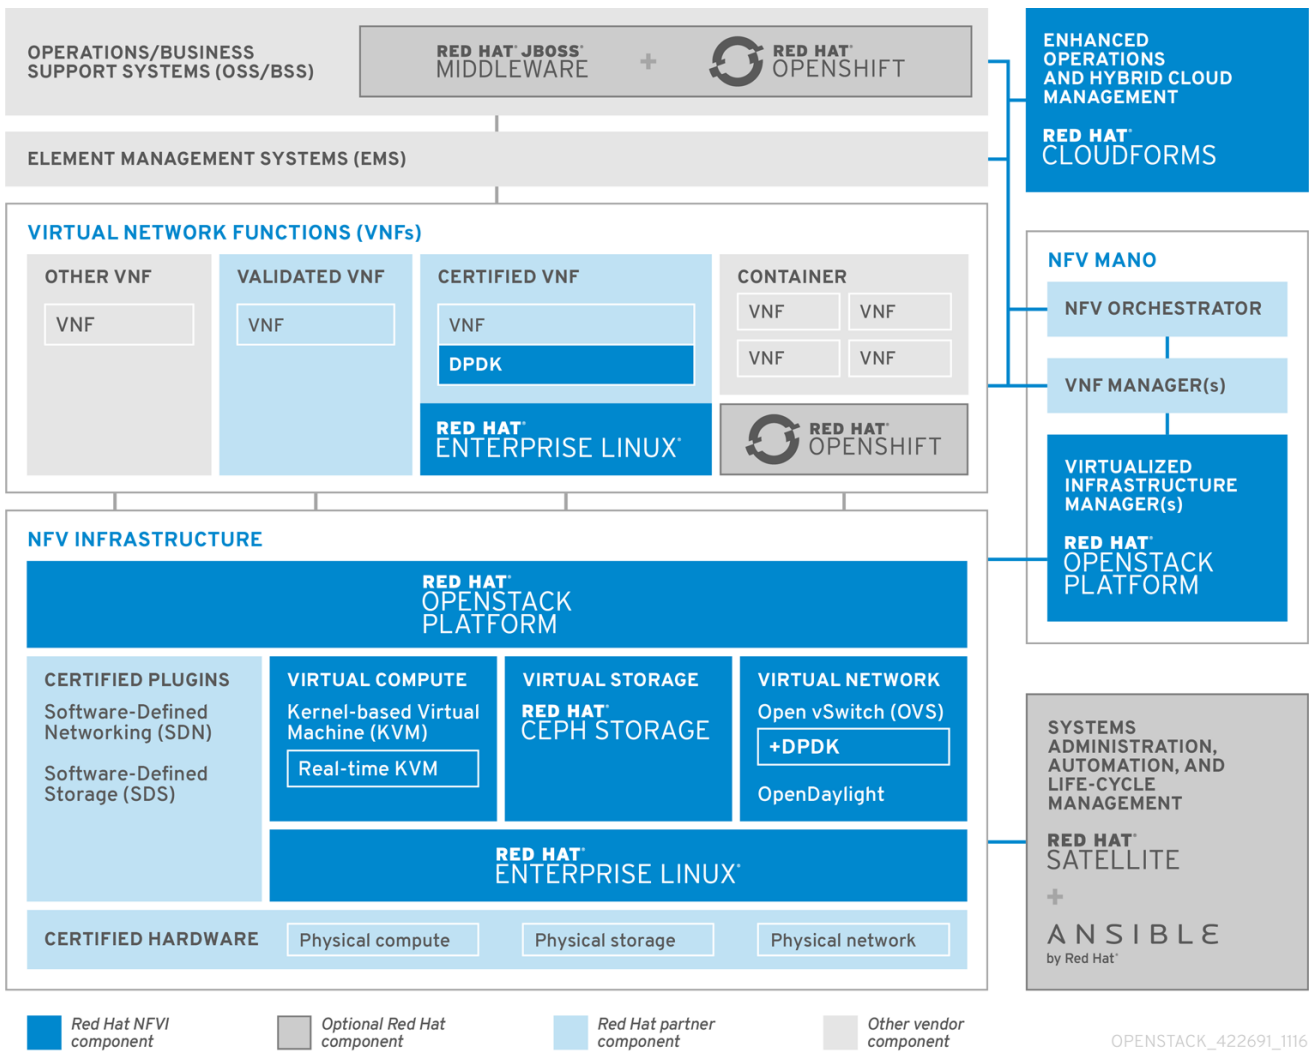 OPERATIONS/BUSINESS
SUPPORT SYSTEMS (OSS/BSS)
RED HAT® JBOSS®
MIDDLEWARE
+
RED HAT®
OPENSHIFT
ENHANCED
OPERATIONS
AND HYBRID CLOUD
MANAGEMENT
RED HAT®
CLOUDFORMS
ELEMENT MANAGEMENT SYSTEMS (EMS)
VIRTUAL NETWORK FUNCTIONS (VNFs)
OTHER VNF
VNF
VALIDATED VNF
VNF
CERTIFIED VNF
VNF
DPDK
RED HAT®
ENTERPRISE LINUX®
CONTAINER
VNF
VNF
VNF
VNF
RED HAT®
OPENSHIFT
NFV MANO
NFV ORCHESTRATOR
VNF MANAGER(s)
VIRTUALIZED
INFRASTRUCTURE
MANAGER(s)
RED HAT®
OPENSTACK
PLATFORM
NFV INFRASTRUCTURE
RED HAT®
OPENSTACK
PLATFORM
CERTIFIED PLUGINS
Software-Defined
Networking (SDN)
Software-Defined
Storage (SDS)
VIRTUAL COMPUTE
Kernel-based Virtual
Machine (KVM)
Real-time KVM
VIRTUAL STORAGE
RED HAT®
CEPH STORAGE
VIRTUAL NETWORK
Open vSwitch (OVS)
+DPDK
OpenDaylight
RED HAT®
ENTERPRISE LINUX®
CERTIFIED HARDWARE
Physical compute
Physical storage
Physical network
SYSTEMS
ADMINISTRATION,
AUTOMATION, AND
LIFE-CYCLE
MANAGEMENT
RED HAT®
SATELLITE
+
ANSIBLE
by Red Hat®
Red Hat NFVI
component
Optional Red Hat
component
Red Hat partner
component
Other vendor
component
OPENSTACK_422691_1116